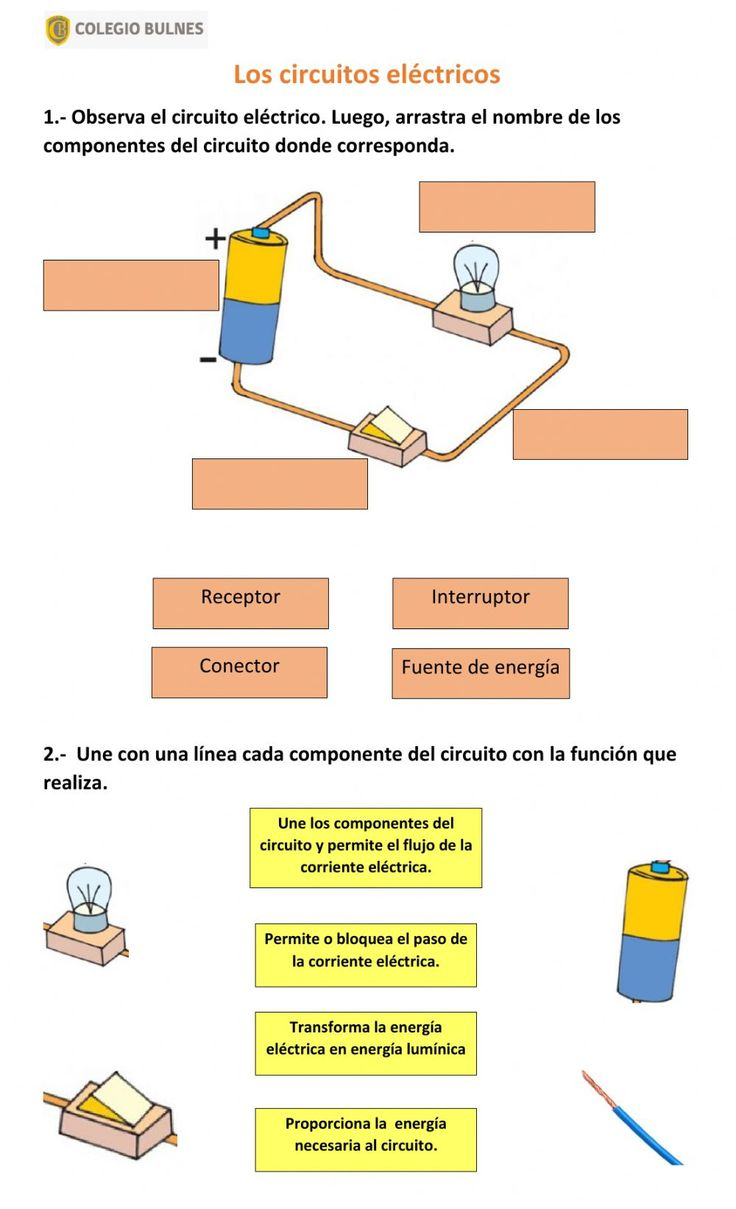 COLEGIO BULNES
Los circuitos eléctricos
1.- Observa el circuito eléctrico. Luego, arrastra el nombre de los
componentes del circuito donde corresponda.
+
-
Receptor
Interruptor
Conector
Fuente de energía
2.- Une con una línea cada componente del circuito con la función que
realiza.
Une los componentes del
circuito y permite el flujo de la
corriente eléctrica.
Permite o bloquea el paso de
la corriente eléctrica.
Transforma la energía
eléctrica en energía lumínica
Proporciona la energía
necesaria al circuito.